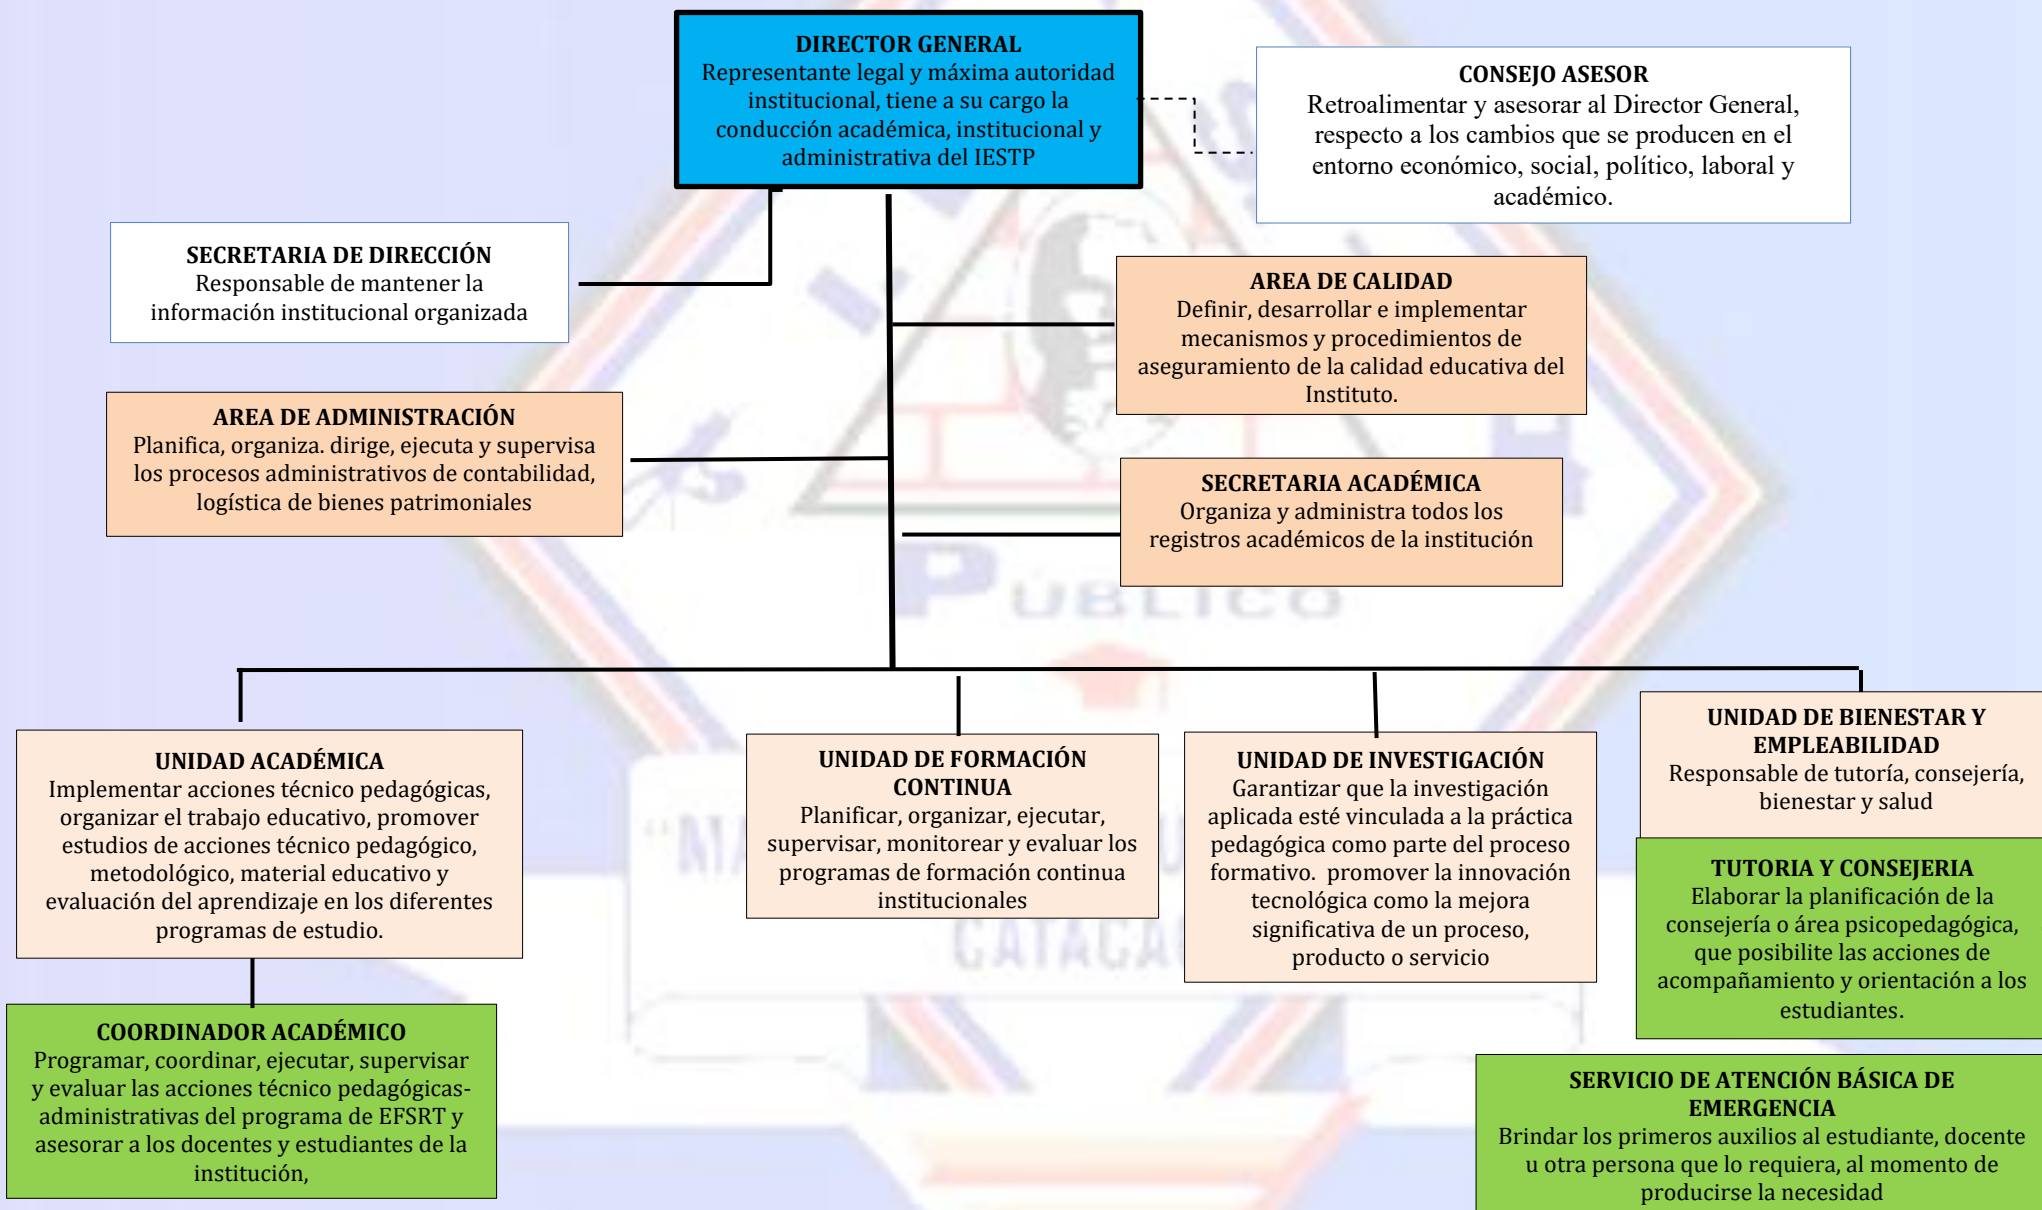 DIRECTOR GENERAL
Representante legal y máxima autoridad
institucional, tiene a su cargo la
conducción académica, institucional y
administrativa del IESTP
CONSEJO ASESOR
Retroalimentar y asesorar al Director General,
respecto a los cambios que se producen en el
entorno económico, social, político, laboral y
académico.
SECRETARIA DE DIRECCIÓN
Responsable de mantener la
información institucional organizada
AREA DE CALIDAD
Definir, desarrollar e implementar
mecanismos y procedimientos de
aseguramiento de la calidad educativa del
Instituto.
AREA DE ADMINISTRACIÓN
Planifica, organiza. dirige, ejecuta y supervisa
los procesos administrativos de contabilidad,
logística de bienes patrimoniales
SECRETARIA ACADÉMICA
Organiza y administra todos los
registros académicos de la institución
PÚBLICO
UNIDAD ACADÉMICA
Implementar acciones técnico pedagógicas,
organizar el trabajo educativo, promover
estudios de acciones técnico pedagógico,
metodológico, material educativo y
evaluación del aprendizaje en los diferentes
programas de estudio.
UNIDAD DE FORMACIÓN
CONTINUA
Planificar, organizar, ejecutar,
supervisar, monitorear y evaluar los
programas de formación continua
institucionales
UNIDAD DE INVESTIGACIÓN
Garantizar que la investigación
aplicada esté vinculada a la práctica
pedagógica como parte del proceso
formativo.  promover la innovación
tecnológica como la mejora
significativa de un proceso,
producto o servicio
UNIDAD DE BIENESTAR Y
EMPLEABILIDAD
Responsable de tutoría, consejería,
bienestar y salud
TUTORIA Y CONSEJERIA
Elaborar la planificación de la
consejería o área psicopedagógica,
que posibilite las acciones de
acompañamiento y orientación a los
estudiantes.
COORDINADOR ACADÉMICO
Programar, coordinar, ejecutar, supervisar
y evaluar las acciones técnico pedagógicas-
administrativas del programa de EFSRT y
asesorar a los docentes y estudiantes de la
institución,
SERVICIO DE ATENCIÓN BÁSICA DE
EMERGENCIA
Brindar los primeros auxilios al estudiante, docente
u otra persona que lo requiera, al momento de
producirse la necesidad